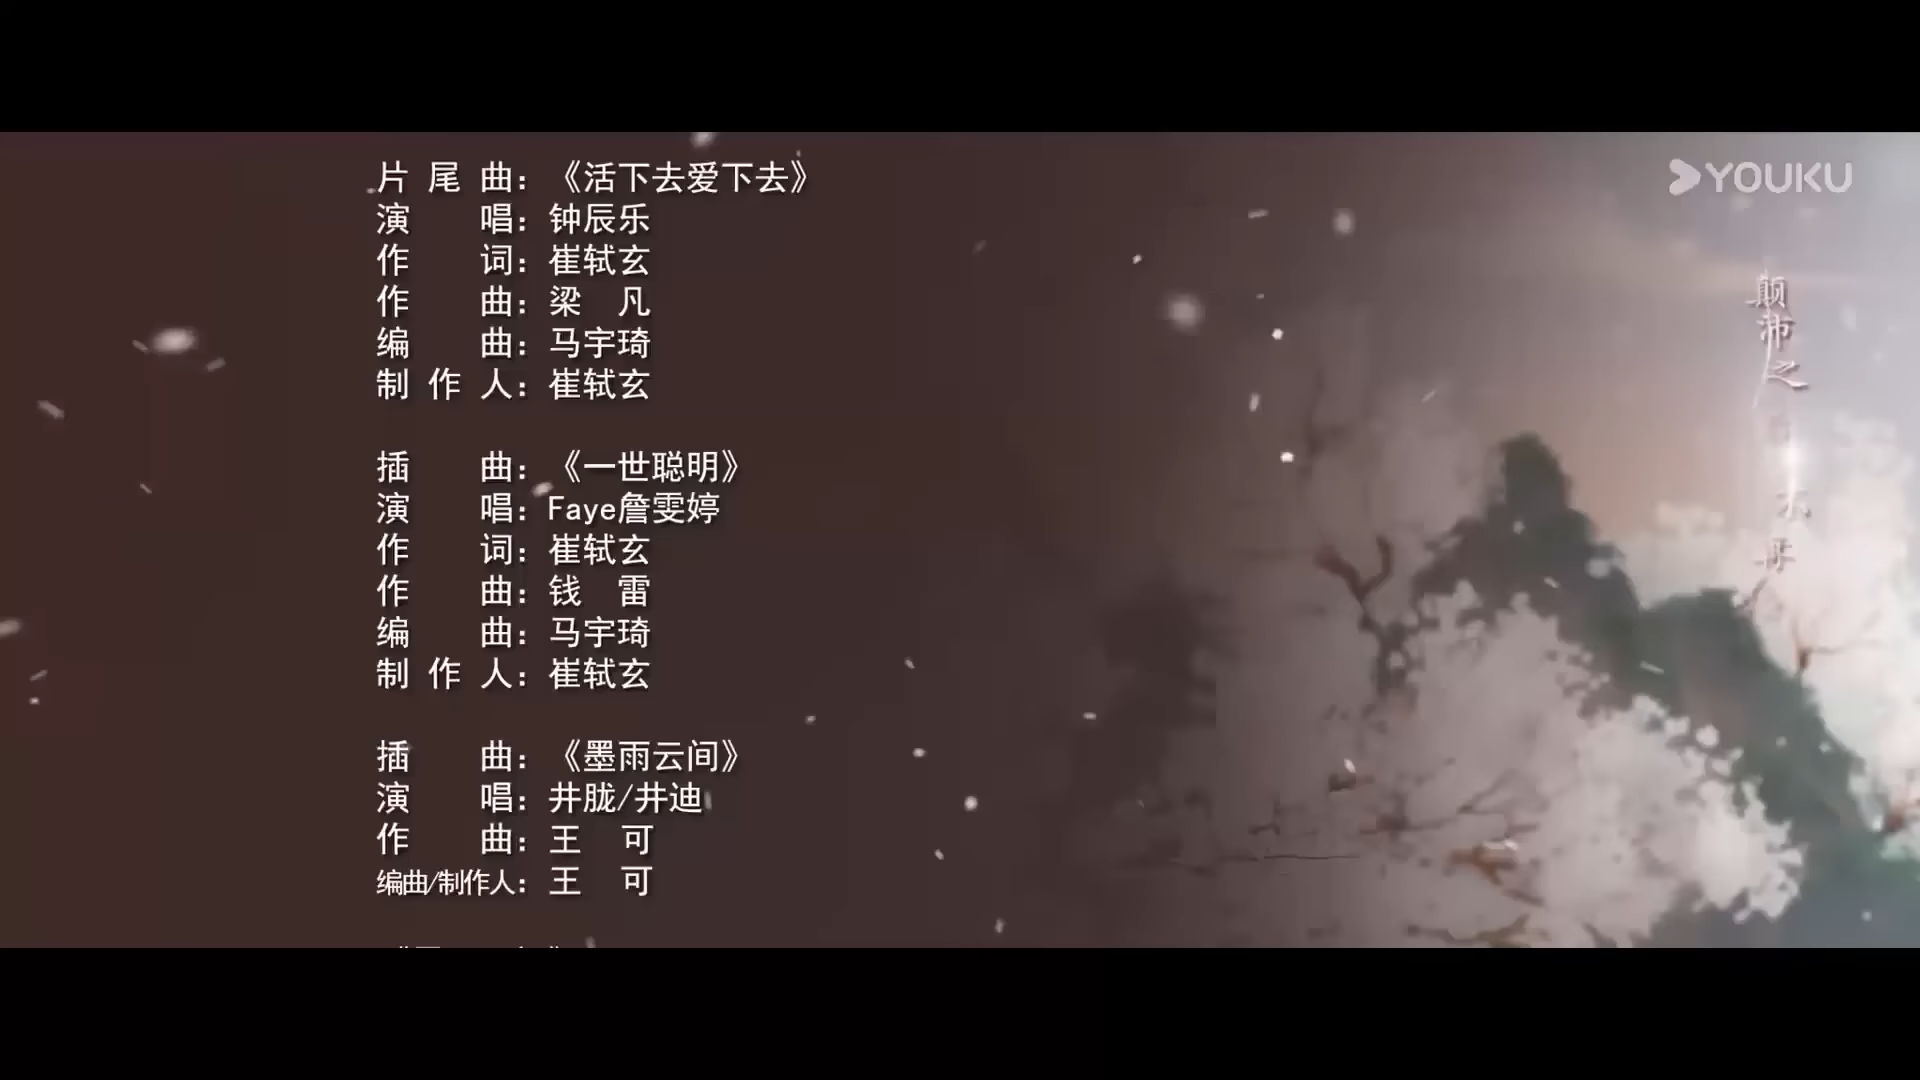 片尾曲：《活下去爱下去》
演唱：钟辰乐
作词：崔轼玄
作曲：梁凡
编曲：马宇琦
制作人：崔轼玄
插曲：《一世聪明》
演唱：Faye詹雯婷
作词：崔轼玄
作曲：钱雷
编曲：马宇琦
制作人：崔轼玄
插曲：《墨雨云间》
演唱：井胧/井迪
作曲：王可
编曲/制作人：王可
YOUKU
颠沛之